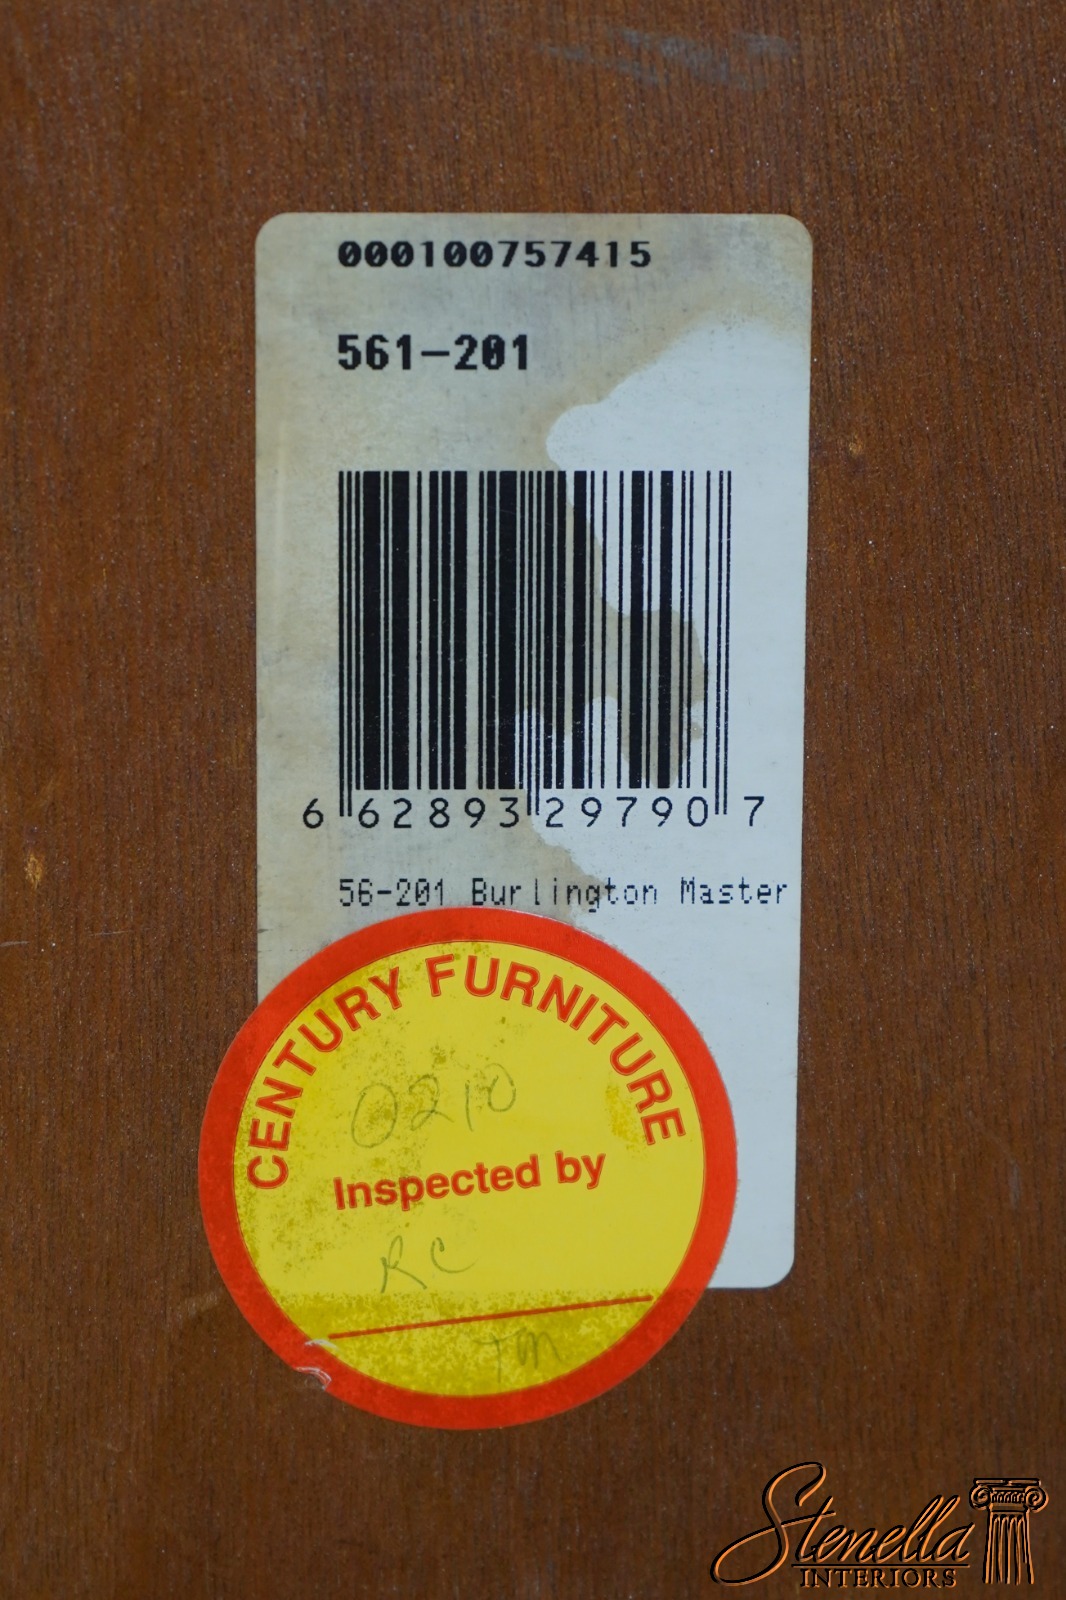 000100757415
561-201
6 62893 29790 7
56-201 Burlington Master
CENTURY FURNITURE
0210
Inspected by
RC
Stenella
INTERIORS